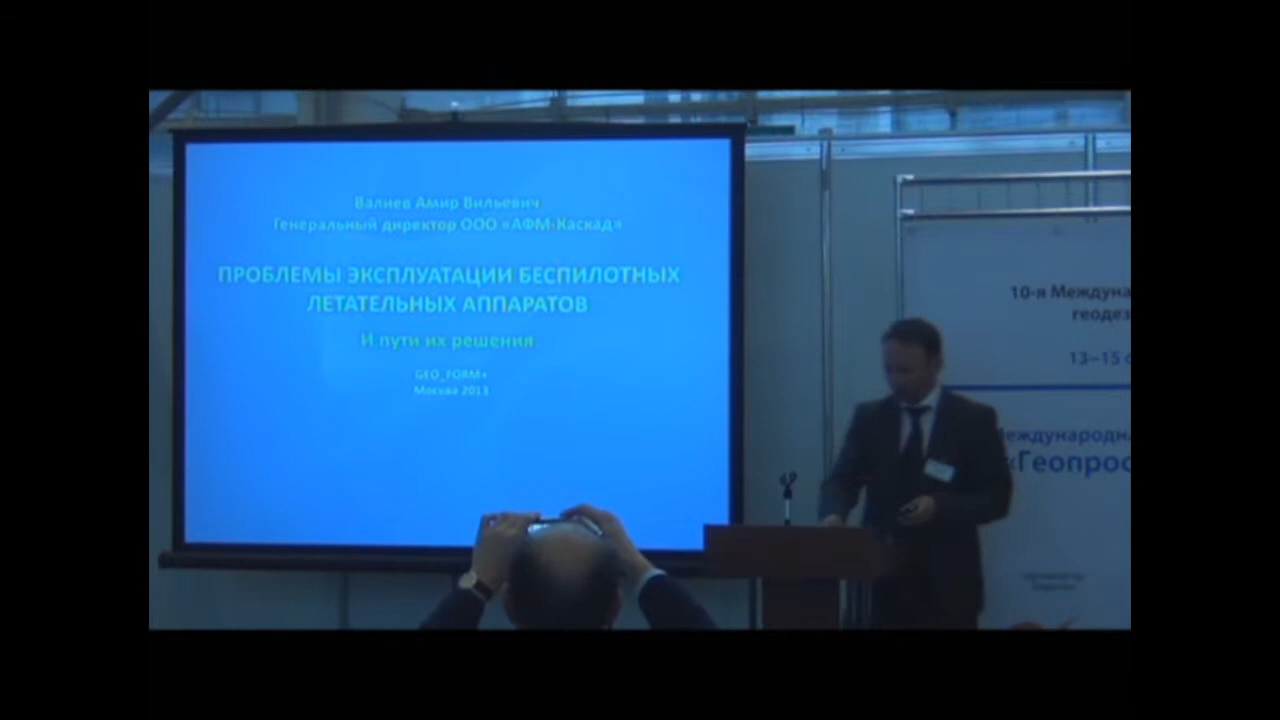 Валиев Амир Вильевич
Генеральный директор ООО «АФМ-Каскад»
ПРОБЛЕМЫ ЭКСПЛУАТАЦИИ БЕСПИЛОТНЫХ
ЛЕТАТЕЛЬНЫХ АППАРАТОВ
И пути их решения
GEO_FORM+
Москва 2013
10-я Междуна
геодез
13–15
Международн
«Геопрос